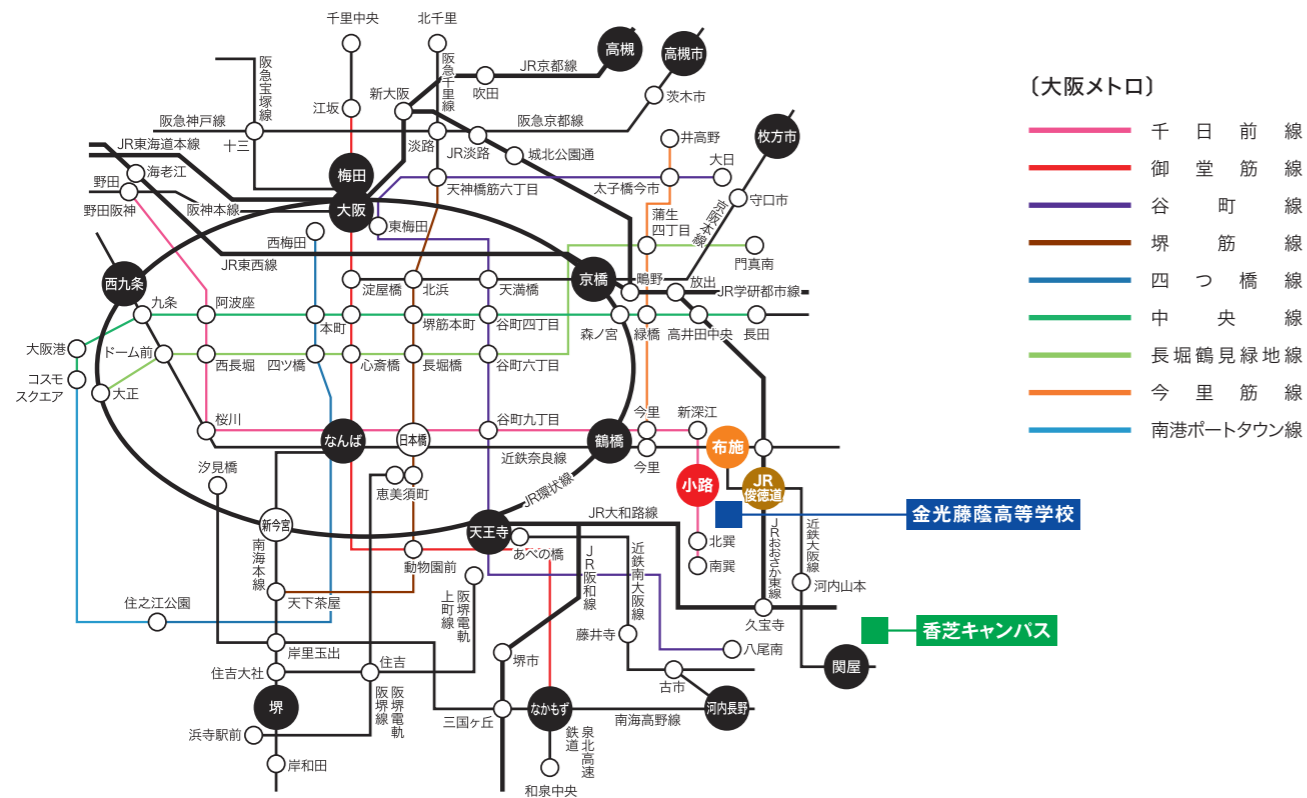 千里中央
北千里
高槻
高槻市
阪急宝塚線
阪急千里線
JR京都線
吹田
江坂
新大阪
茨木市
阪急神戸線
阪急京都線
十三
淡路
JR淡路
城北公園通
井高野
枚方市
JR東海道本線
海老江
梅田
大日
野田
天神橋筋六丁目
太子橋今市
守口市
野田阪神
阪神本線
大阪
東梅田
蒲生
四丁目
京阪本線
西梅田
JR東西線
門真南
西九条
京橋
鴫野
放出
淀屋橋
北浜
天満橋
JR学研都市線
九条
阿波座
本町
堺筋本町
谷町四丁目
森ノ宮
緑橋
高井田中央
長田
大阪港
ドーム前
西長堀
四ツ橋
心斎橋
長堀橋
谷町六丁目
コスモ
スクエア
大正
桜川
谷町九丁目
今里
新深江
なんば
日本橋
鶴橋
布施
近鉄奈良線
今里
汐見橋
恵美須町
JR環状線
小路
JR
俊徳道
新今宮
天王寺
JR大和路線
金光藤蔭高等学校
北巽
南巽
あべの橋
動物園前
南海本線
JR阪和線
近鉄南大阪線
JRおおさか東線
近鉄大阪線
河内山本
天下茶屋
住之江公園
阪堺電軌
上町線
藤井寺
久宝寺
香芝キャンパス
岸里玉出
住吉大社
住吉
堺市
八尾南
関屋
古市
堺
阪堺電軌
阪堺線
浜寺駅前
三国ヶ丘
なかもず
南海高野線
河内長野
泉北高速
鉄道
岸和田
和泉中央
〔大阪メトロ〕
千日前線
御堂筋線
谷町線
堺筋線
四つ橋線
中央線
長堀鶴見緑地線
今里筋線
南港ポートタウン線